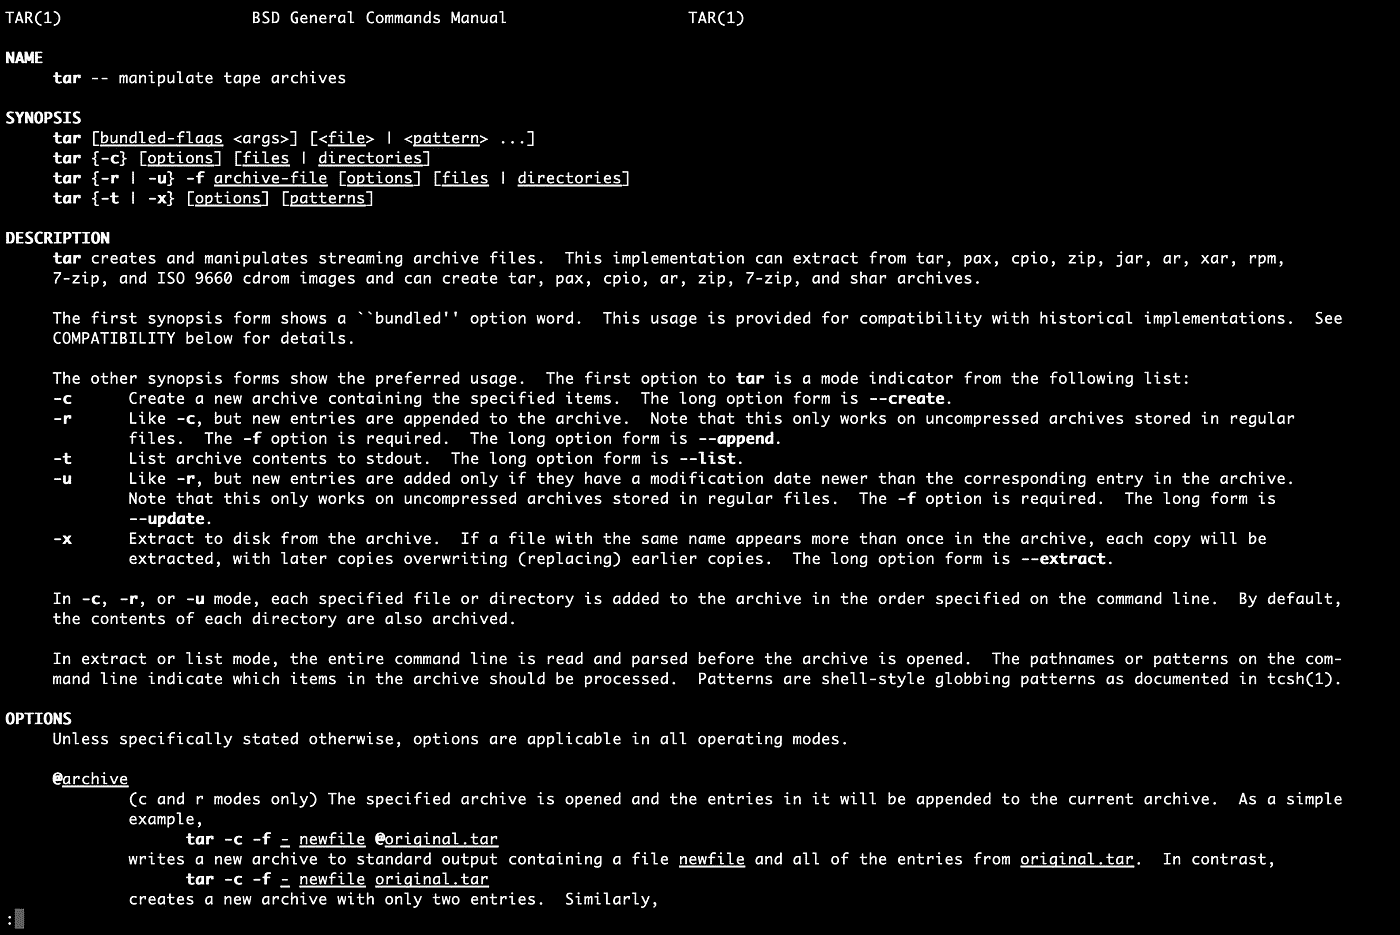 TAR(1) BSD General Commands Manual TAR(1)
NAME
tar -- manipulate tape archives
SYNOPSIS
tar [bundled-flags <args>] [<file> | <pattern> ...]
tar {-c} [options] [files | directories]
tar {-r | -u} -f archive-file [options] [files | directories]
tar {-t | -x} [options] [patterns]
DESCRIPTION
tar creates and manipulates streaming archive files.  This implementation can extract from tar, pax, cpio, zip, jar, ar, xar, rpm,
7-zip, and ISO 9660 cdrom images and can create tar, pax, cpio, ar, zip, 7-zip, and shar archives.
The first synopsis form shows a ``bundled'' option word.  This usage is provided for compatibility with historical implementations.  See
COMPATIBILITY below for details.
The other synopsis forms show the preferred usage.  The first option to tar is a mode indicator from the following list:
-c Create a new archive containing the specified items.  The long option form is --create.
-r Like -c, but new entries are appended to the archive.  Note that this only works on uncompressed archives stored in regular
files.  The -f option is required.  The long option form is --append.
-t List archive contents to stdout.  The long option form is --list.
-u Like -r, but new entries are added only if they have a modification date newer than the corresponding entry in the archive.
Note that this only works on uncompressed archives stored in regular files.  The -f option is required.  The long form is
--update.
-x Extract to disk from the archive.  If a file with the same name appears more than once in the archive, each copy will be
extracted, with later copies overwriting (replacing) earlier copies.  The long option form is --extract.
In -c, -r, or -u mode, each specified file or directory is added to the archive in the order specified on the command line.  By default,
the contents of each directory are also archived.
In extract or list mode, the entire command line is read and parsed before the archive is opened.  The pathnames or patterns on the com-
mand line indicate which items in the archive should be processed.  Patterns are shell-style globbing patterns as documented in tcsh(1).
OPTIONS
Unless specifically stated otherwise, options are applicable in all operating modes.
@archive
(c and r modes only) The specified archive is opened and the entries in it will be appended to the current archive.  As a simple
example,
tar -c -f - newfile @original.tar
writes a new archive to standard output containing a file newfile and all of the entries from original.tar.  In contrast,
tar -c -f - newfile original.tar
creates a new archive with only two entries.  Similarly,
: